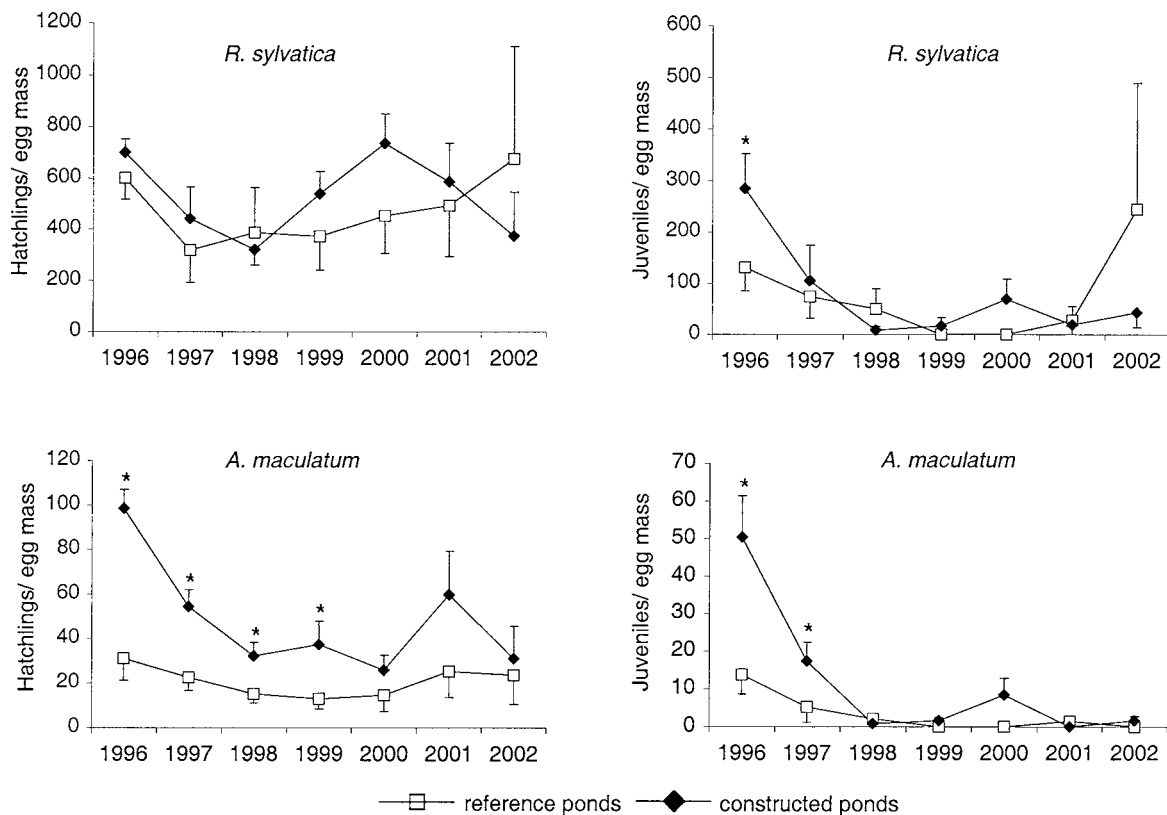 R. sylvatica
Hatchlings/ egg mass
1200
1000
800
600
400
200
0
1996 1997 1998 1999 2000 2001 2002
R. sylvatica
Juveniles/ egg mass
600
500
400
300
200
100
0
*
1996 1997 1998 1999 2000 2001 2002
A. maculatum
Hatchlings/ egg mass
120
100
80
60
40
20
0
* * * *
1996 1997 1998 1999 2000 2001 2002
A. maculatum
Juveniles/ egg mass
70
60
50
40
30
20
10
0
* *
1996 1997 1998 1999 2000 2001 2002
reference ponds constructed ponds